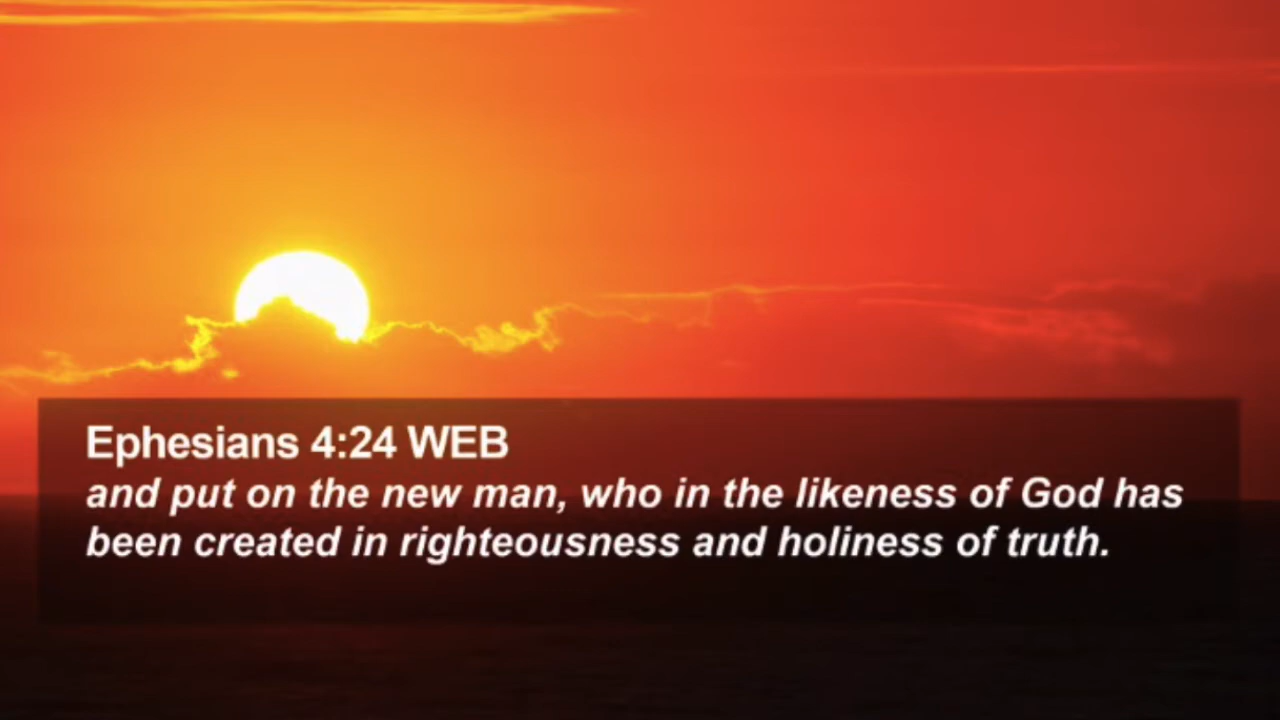 Ephesians 4:24 WEB
and put on the new man, who in the likeness of God has
been created in righteousness and holiness of truth.